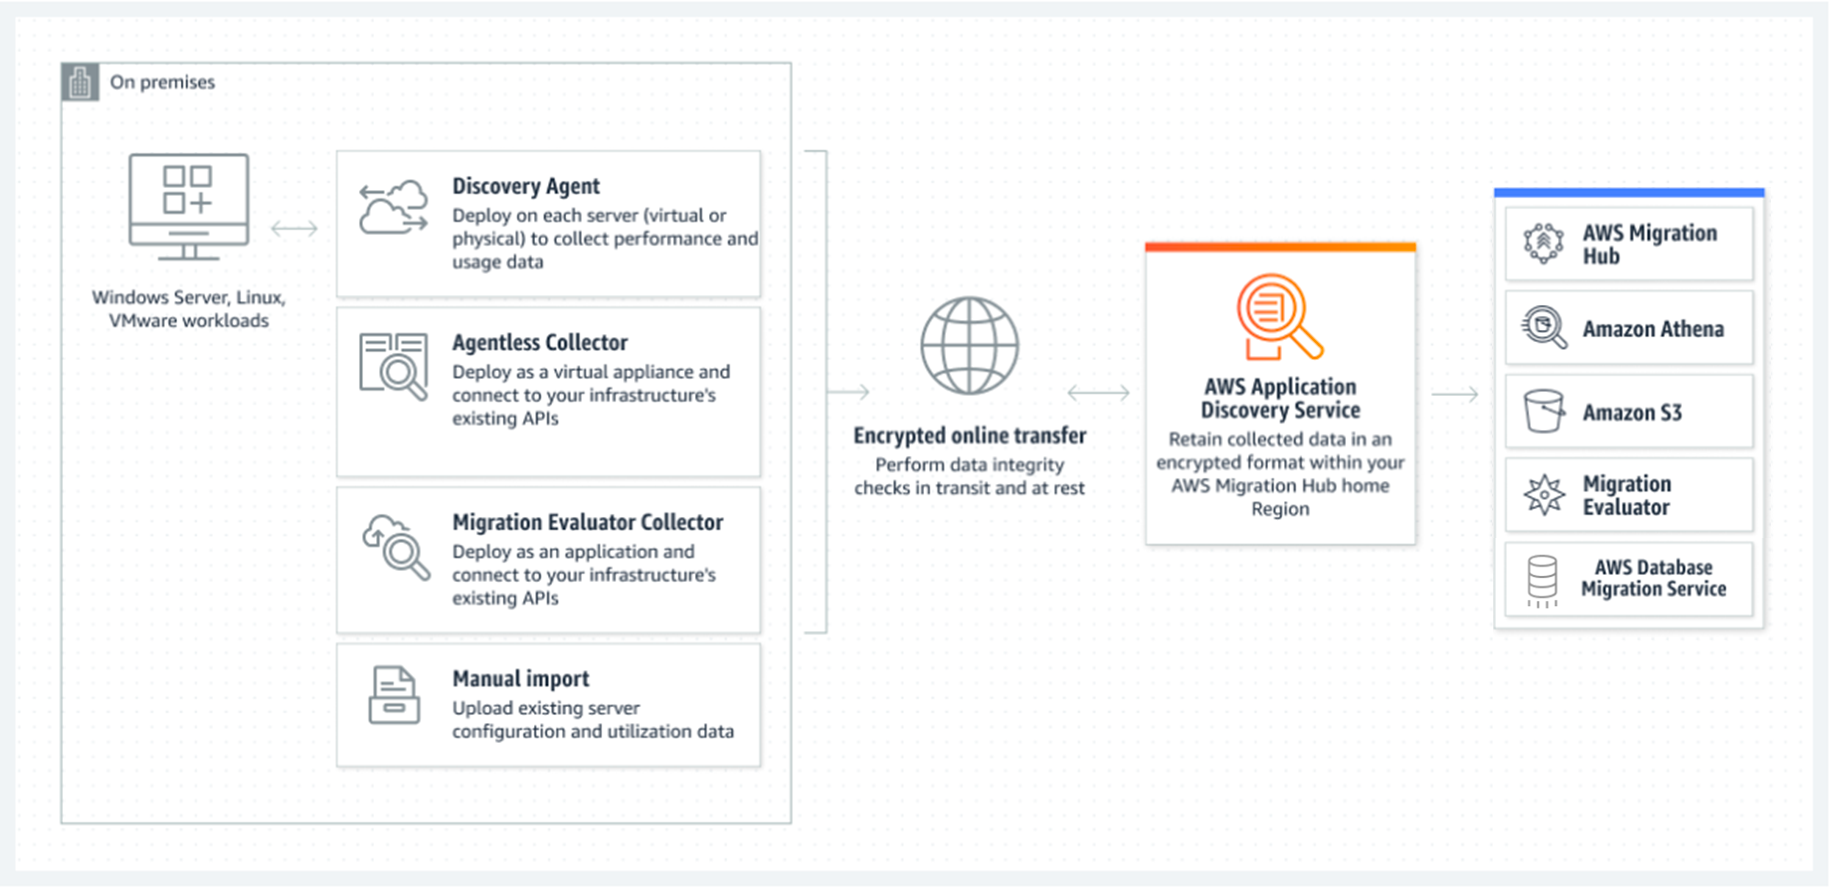 On premises
Windows Server, Linux,
VMware workloads
Discovery Agent
Deploy on each server (virtual or
physical) to collect performance and
usage data
Agentless Collector
Deploy as a virtual appliance and
connect to your infrastructure's
existing APIs
Migration Evaluator Collector
Deploy as an application and
connect to your infrastructure's
existing APIs
Manual import
Upload existing server
configuration and utilization data
Encrypted online transfer
Perform data integrity
checks in transit and at rest
AWS Application
Discovery Service
Retain collected data in an
encrypted format within your
AWS Migration Hub home
Region
AWS Migration
Hub
Amazon Athena
Amazon S3
Migration
Evaluator
AWS Database
Migration Service